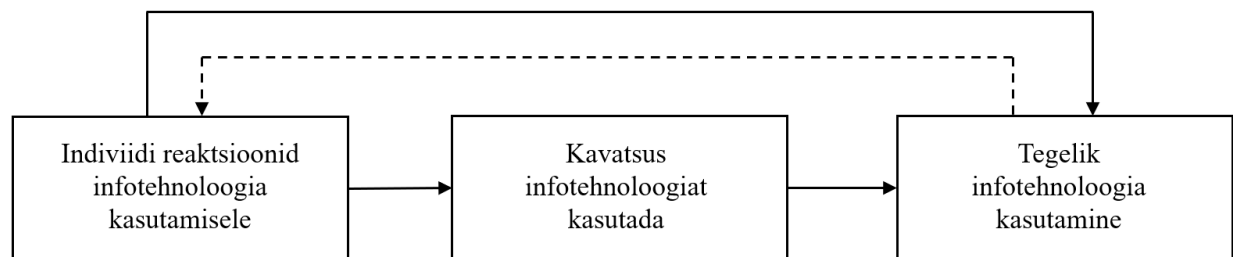 Indiviidi reaktsioonid
infotehnoloogia
kasutamisele
Kavatsus
infotehnoloogiat
kasutada
Tegelik
infotehnoloogia
kasutamine